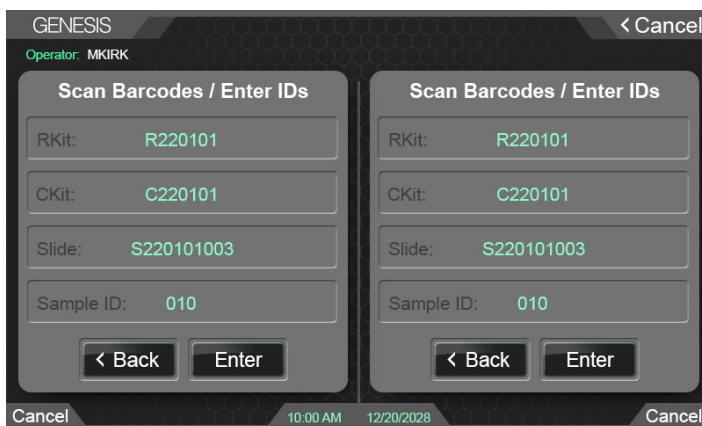 GENESIS
< Cancel
Operator: MKIRK
Scan Barcodes / Enter IDs
RKit: R220101
CKit: C220101
Slide: S220101003
Sample ID: 010
< Back Enter
Scan Barcodes / Enter IDs
RKit: R220101
CKit: C220101
Slide: S220101003
Sample ID: 010
< Back Enter
Cancel
10:00 AM 12/20/2028
Cancel